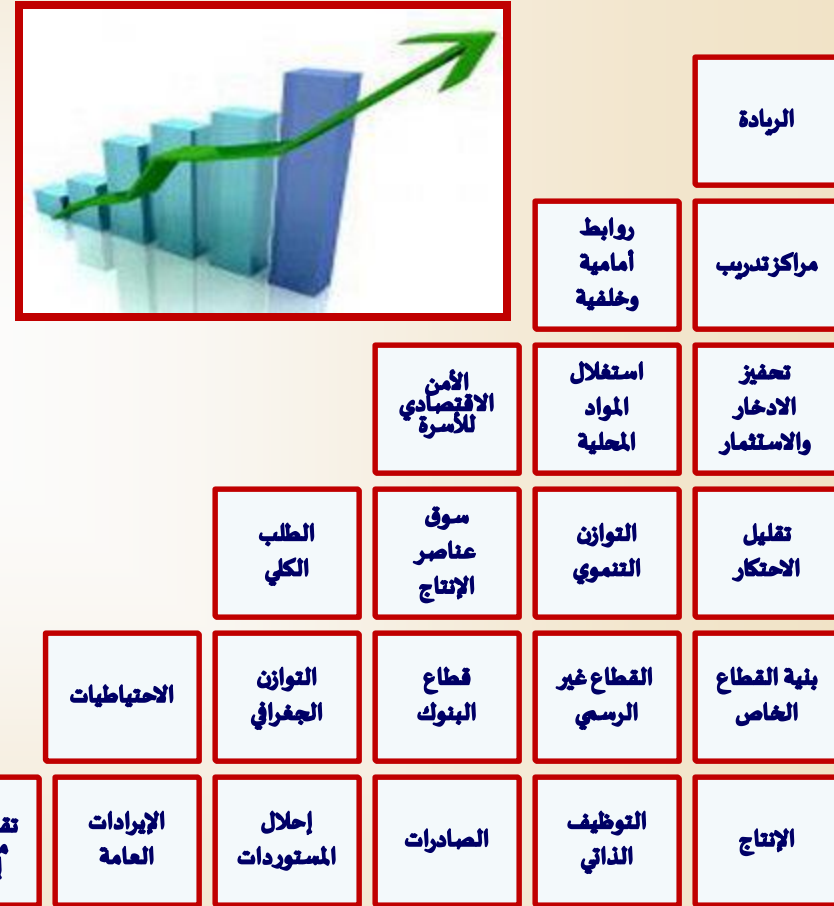 الريادة
روابط
أمامية
وخلفية
مراكز تدريب
الأمن
الاقتصادي
للأسرة
استغلال
المواد
المحلية
تحفيز
الادخار
والاستثمار
الطلب
الكلي
سوق
عناصر
الإنتاج
التوازن
التنموي
تقليل
الاحتكار
الاحتياطيات
التوازن
الجغرافي
قطاع
البنوك
القطاع غير
الرسمي
بنية القطاع
الخاص
الإيرادات
العامة
إحلال
المستوردات
الصادرات
التوظيف
الذاتي
الإنتاج